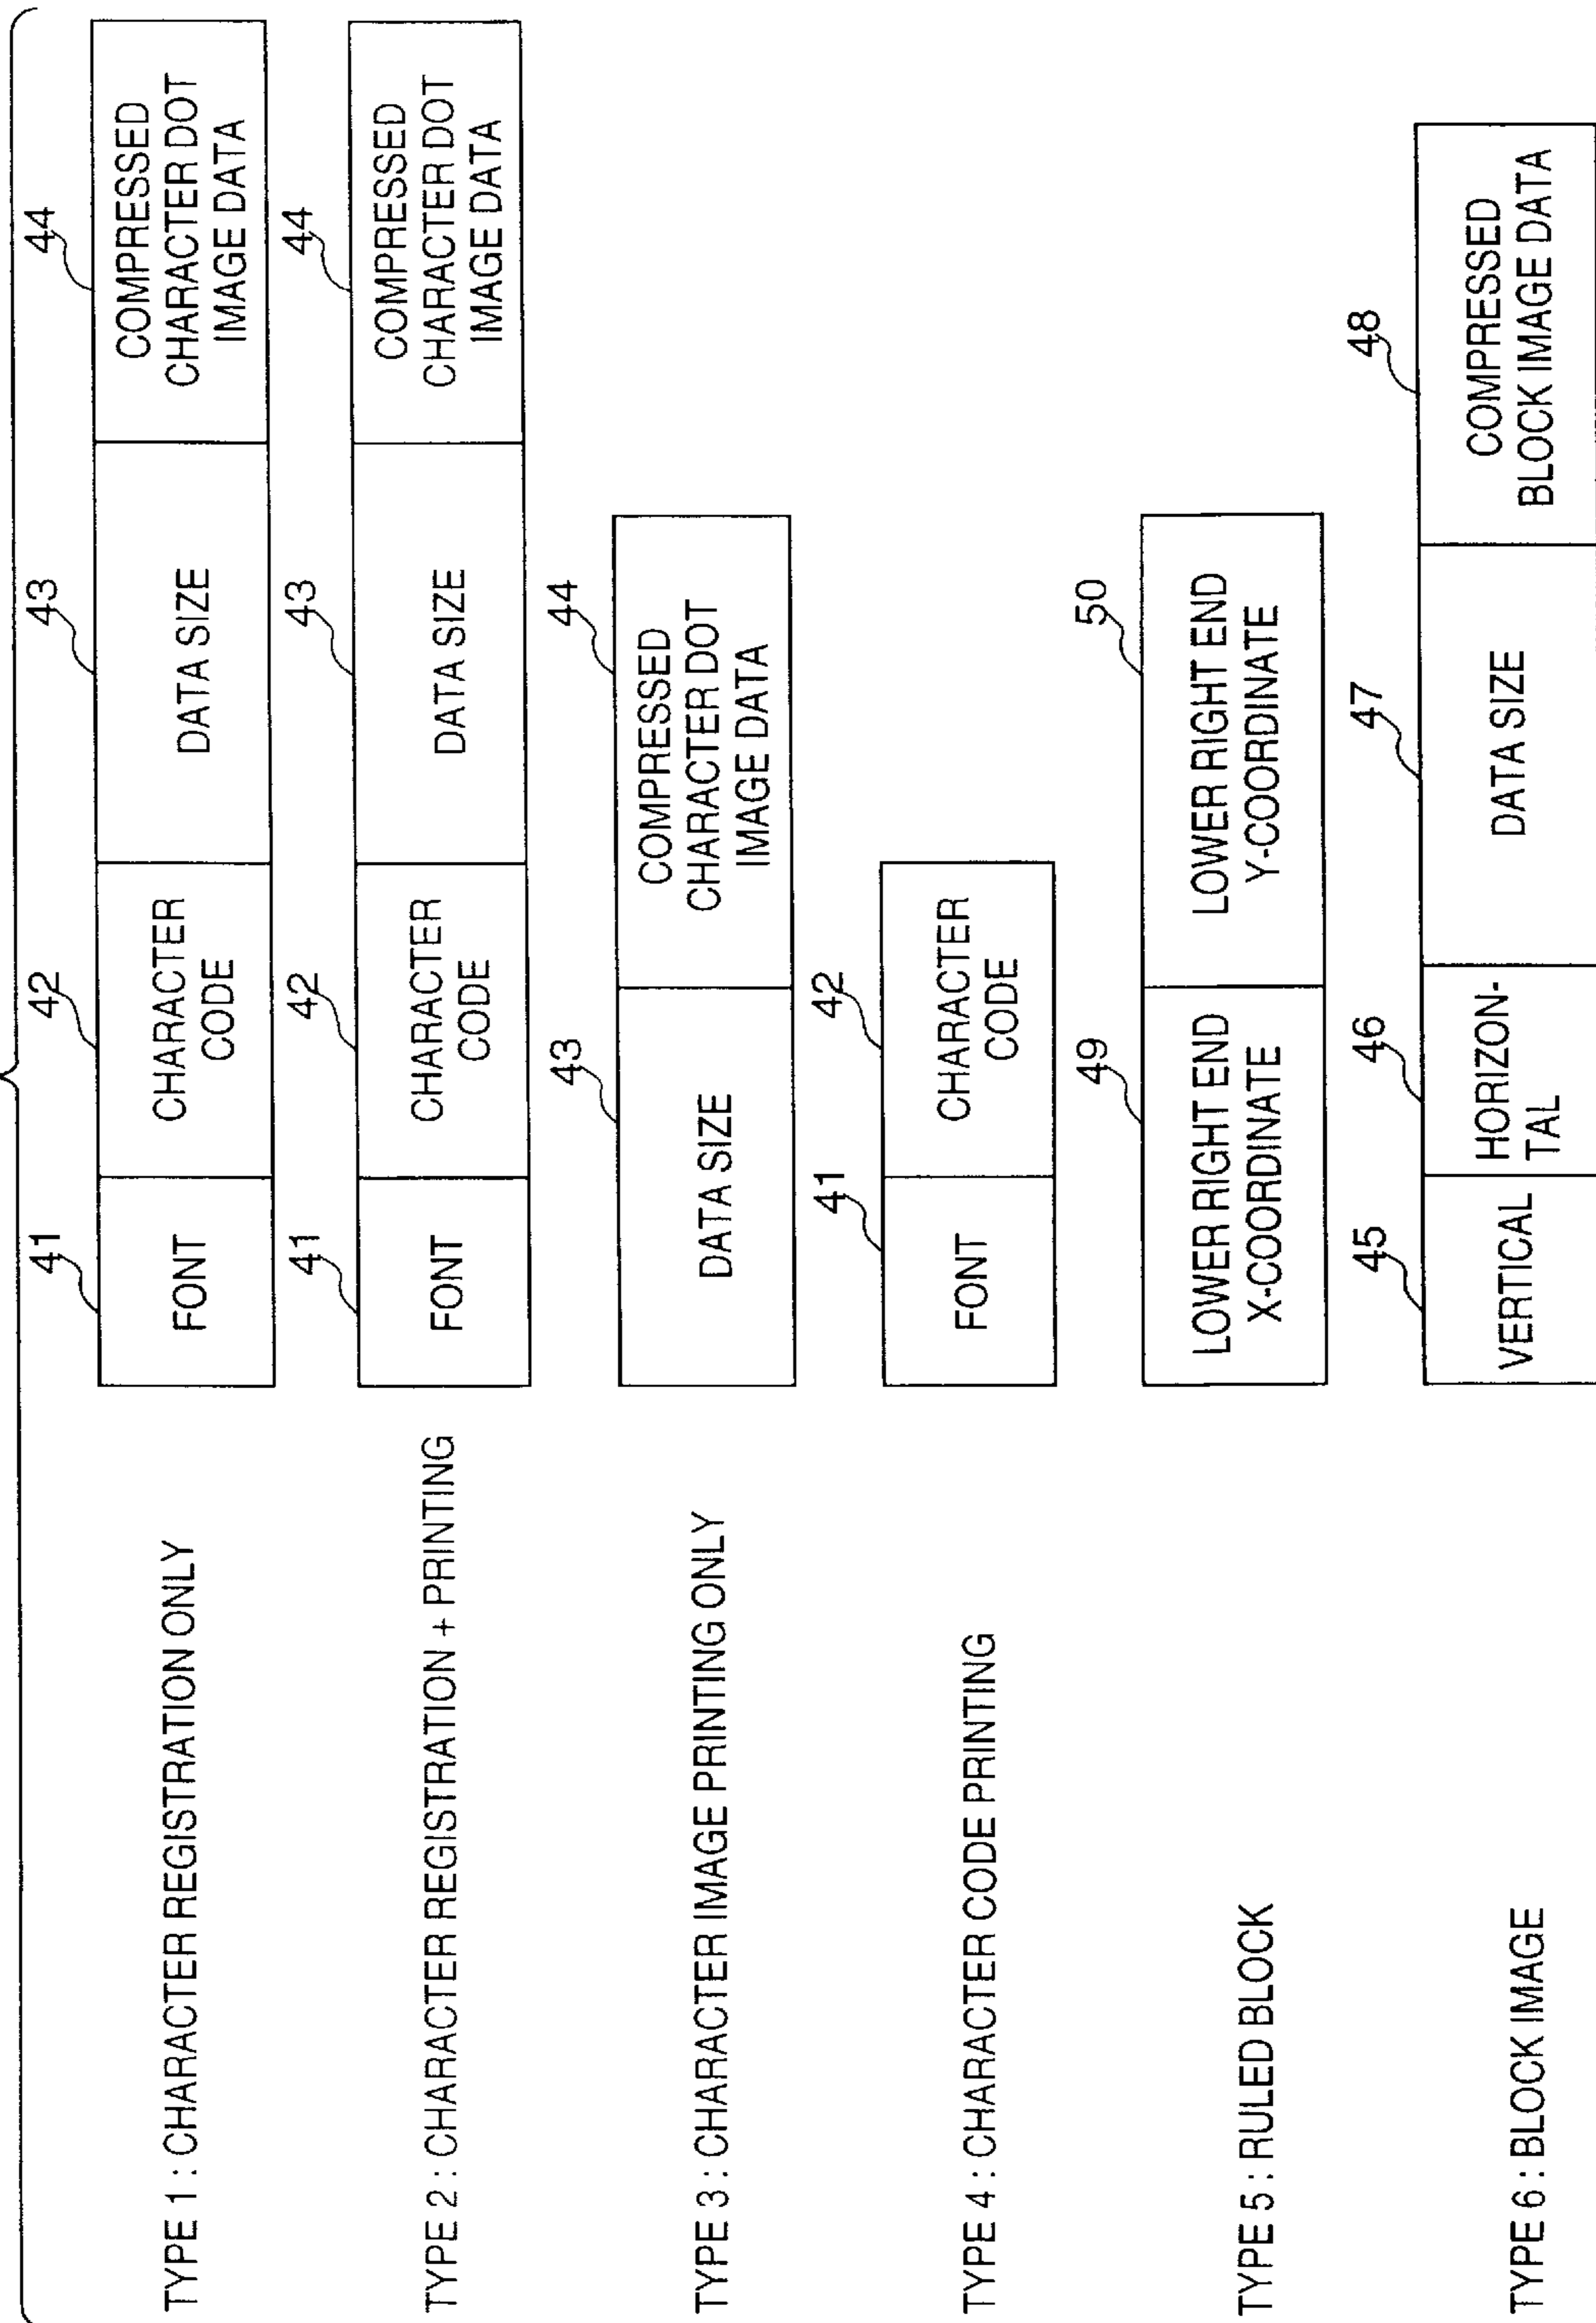 41
42
43
44
TYPE 1 : CHARACTER REGISTRATION ONLY
FONT
CHARACTER
CODE
DATA SIZE
COMPRESSED
CHARACTER DOT
IMAGE DATA
41
42
43
44
TYPE 2 : CHARACTER REGISTRATION + PRINTING
FONT
CHARACTER
CODE
DATA SIZE
COMPRESSED
CHARACTER DOT
IMAGE DATA
43
44
TYPE 3 : CHARACTER IMAGE PRINTING ONLY
DATA SIZE
COMPRESSED
CHARACTER DOT
IMAGE DATA
41
42
TYPE 4 : CHARACTER CODE PRINTING
FONT
CHARACTER
CODE
49
50
TYPE 5 : RULED BLOCK
LOWER RIGHT END
X-COORDINATE
LOWER RIGHT END
Y-COORDINATE
45
46
47
48
TYPE 6 : BLOCK IMAGE
VERTICAL
HORIZON-
TAL
DATA SIZE
COMPRESSED
BLOCK IMAGE DATA